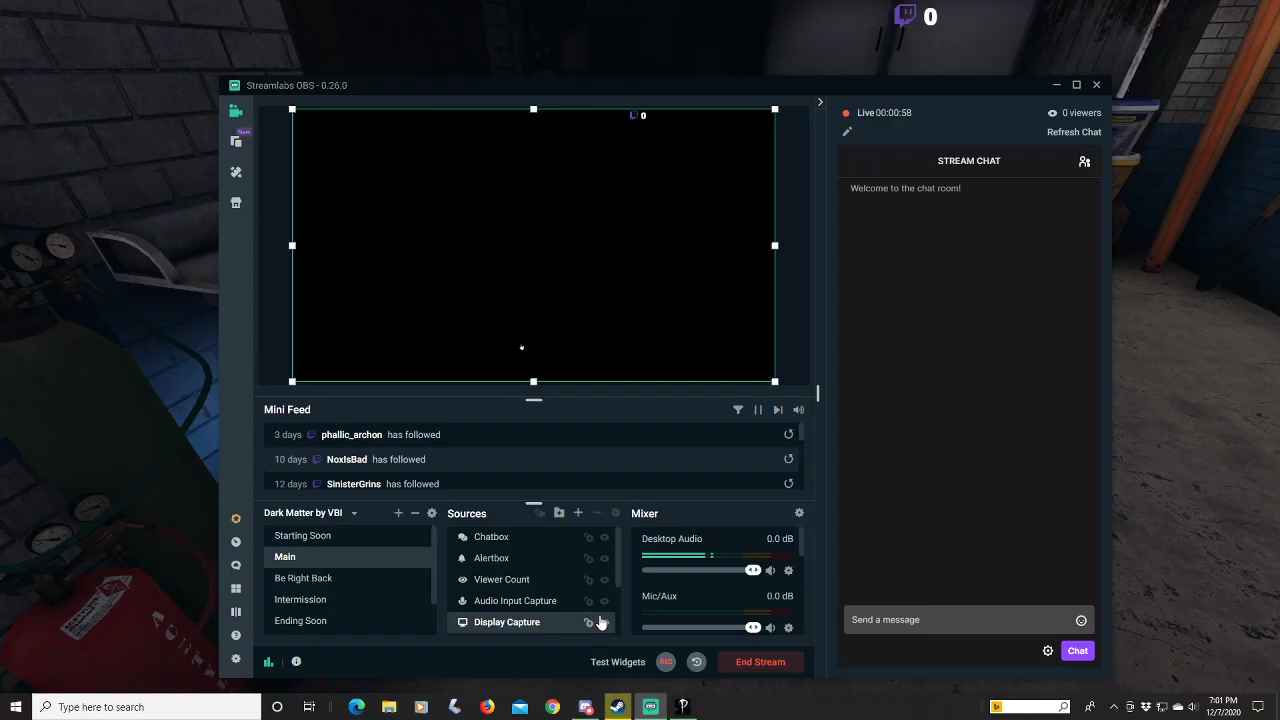 0
Streamlabs OBS - 0.26.0
0
Live 00:00:58
0 viewers
Refresh Chat
New
STREAM CHAT
Welcome to the chat room!
Mini Feed
3 days phallic_archon has followed
10 days NoxIsBad has followed
12 days SinisterGrins has followed
Dark Matter by VBI
Starting Soon
Main
Be Right Back
Intermission
Ending Soon
Sources
Chatbox
Alertbox
Viewer Count
Audio Input Capture
Display Capture
Mixer
Desktop Audio 0.0 dB
Mic/Aux 0.0 dB
Send a message
Chat
Test Widgets
REC
End Stream
Type here to search
7:01 PM
12/7/2020